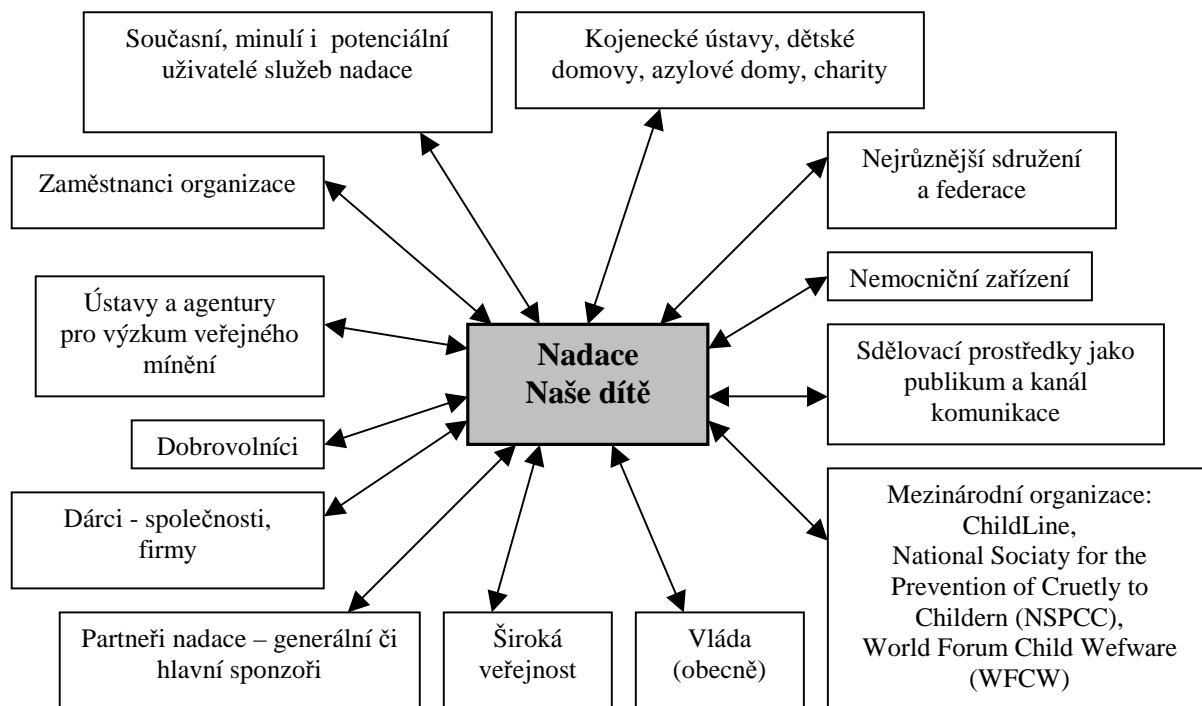 Současní, minulí i potenciální
uživatelé služeb nadace
Kojenecké ústavy, dětské
domovy, azylové domy, charity
Zaměstnanci organizace
Nejrůznější sdružení
a federace
Ústavy a agentury
pro výzkum veřejného
mínění
Nemocniční zařízení
Nadace
Naše dítě
Sdělovací prostředky jako
publikum a kanál
komunikace
Dobrovolníci
Dárci - společnosti,
firmy
Mezinárodní organizace:
ChildLine,
National Sociaty for the
Prevention of Cruetly to
Childern (NSPCC),
World Forum Child Wefware
(WFCW)
Partneři nadace – generální či
hlavní sponzoři
Široká
veřejnost
Vláda
(obecně)